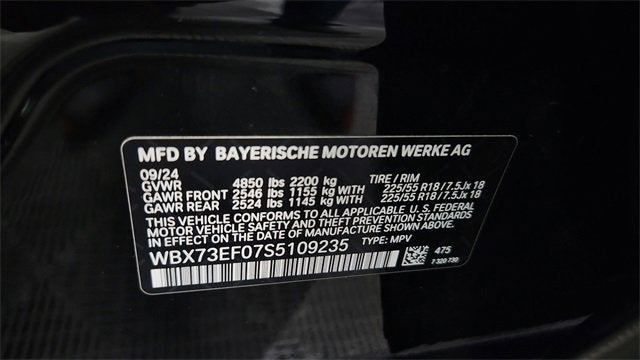 MFD BY BAYERISCHE MOTOREN WERKE AG
09/24
GVWR 4850 lbs 2200 kg TIRE / RIM
GAWR FRONT 2546 lbs 1155 kg WITH 225/55 R18 / 7.5Jx 18
GAWR REAR 2524 lbs 1145 kg WITH 225/55 R18 / 7.5Jx 18
THIS VEHICLE CONFORMS TO ALL APPLICABLE U. S. FEDERAL
MOTOR VEHICLE SAFETY AND THEFT PREVENTION STANDARDS
IN EFFECT ON THE DATE OF MANUFACTURE SHOWN ABOVE.
WBX73EF07S5109235 TYPE: MPV
475
7 320 730